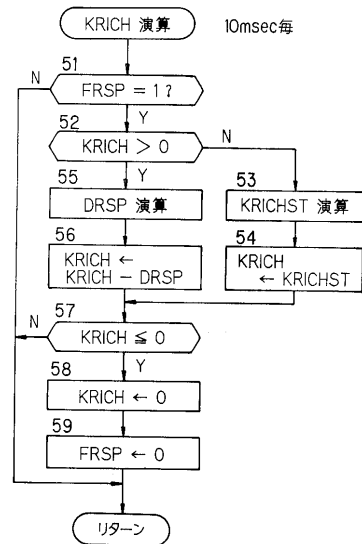 KRICH 演算
10msec毎
51
N
FRSP = 1 ?
Y
52
KRICH > 0
N
Y
55
DRSP 演算
53
KRICHST 演算
56
KRICH ←
KRICH − DRSP
54
KRICH
← KRICHST
57
N
KRICH ≦ 0
Y
58
KRICH ← 0
59
FRSP ← 0
リターン